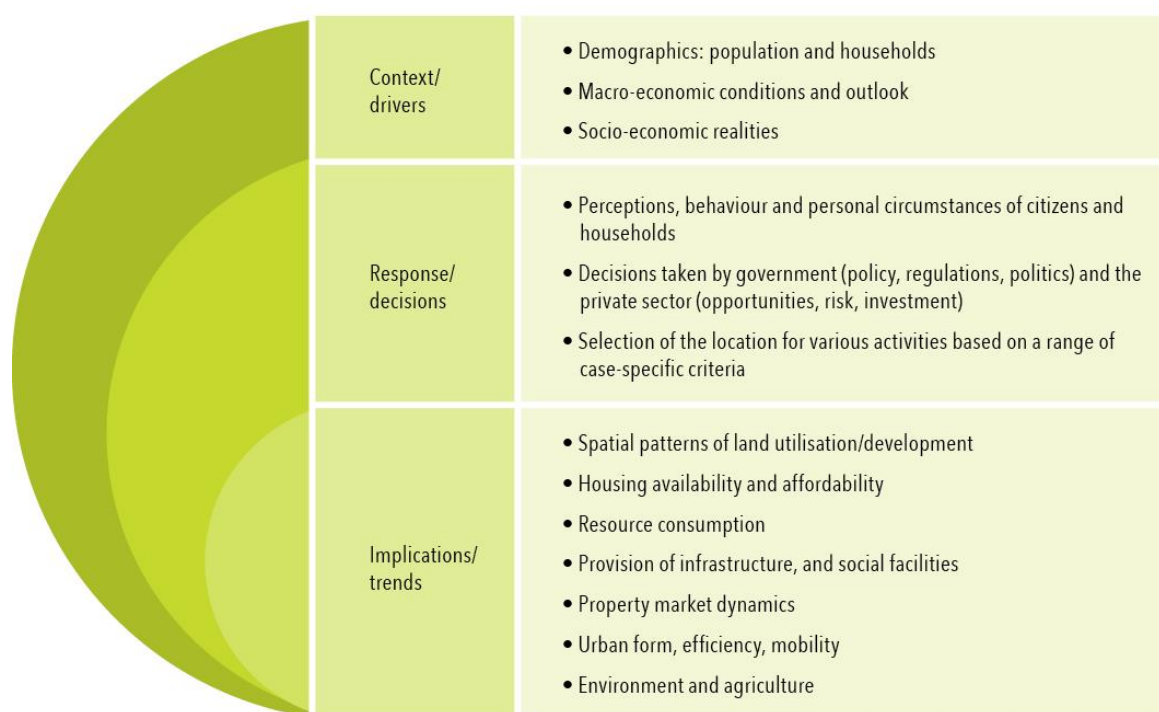 Context/
drivers
• Demographics: population and households
• Macro-economic conditions and outlook
• Socio-economic realities
Response/
decisions
• Perceptions, behaviour and personal circumstances of citizens and
households
• Decisions taken by government (policy, regulations, politics) and the
private sector (opportunities, risk, investment)
• Selection of the location for various activities based on a range of
case-specific criteria
Implications/
trends
• Spatial patterns of land utilisation/development
• Housing availability and affordability
• Resource consumption
• Provision of infrastructure, and social facilities
• Property market dynamics
• Urban form, efficiency, mobility
• Environment and agriculture